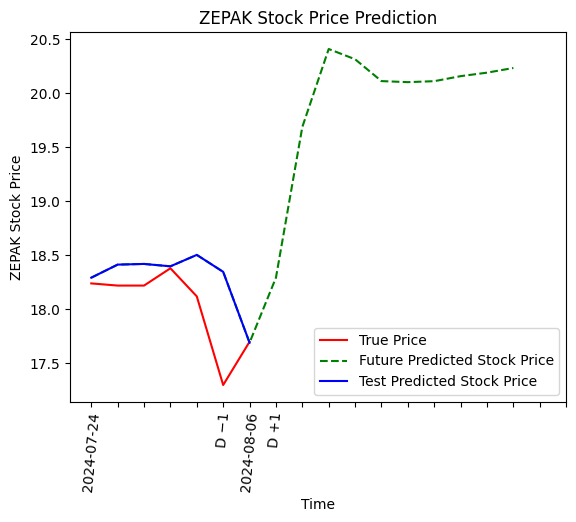 ZEPAK Stock Price Prediction
ZEPAK Stock Price
20.5
20.0
19.5
19.0
18.5
18.0
17.5
True Price
Future Predicted Stock Price
Test Predicted Stock Price
2024-07-24
D −1
2024-08-06
D +1
Time